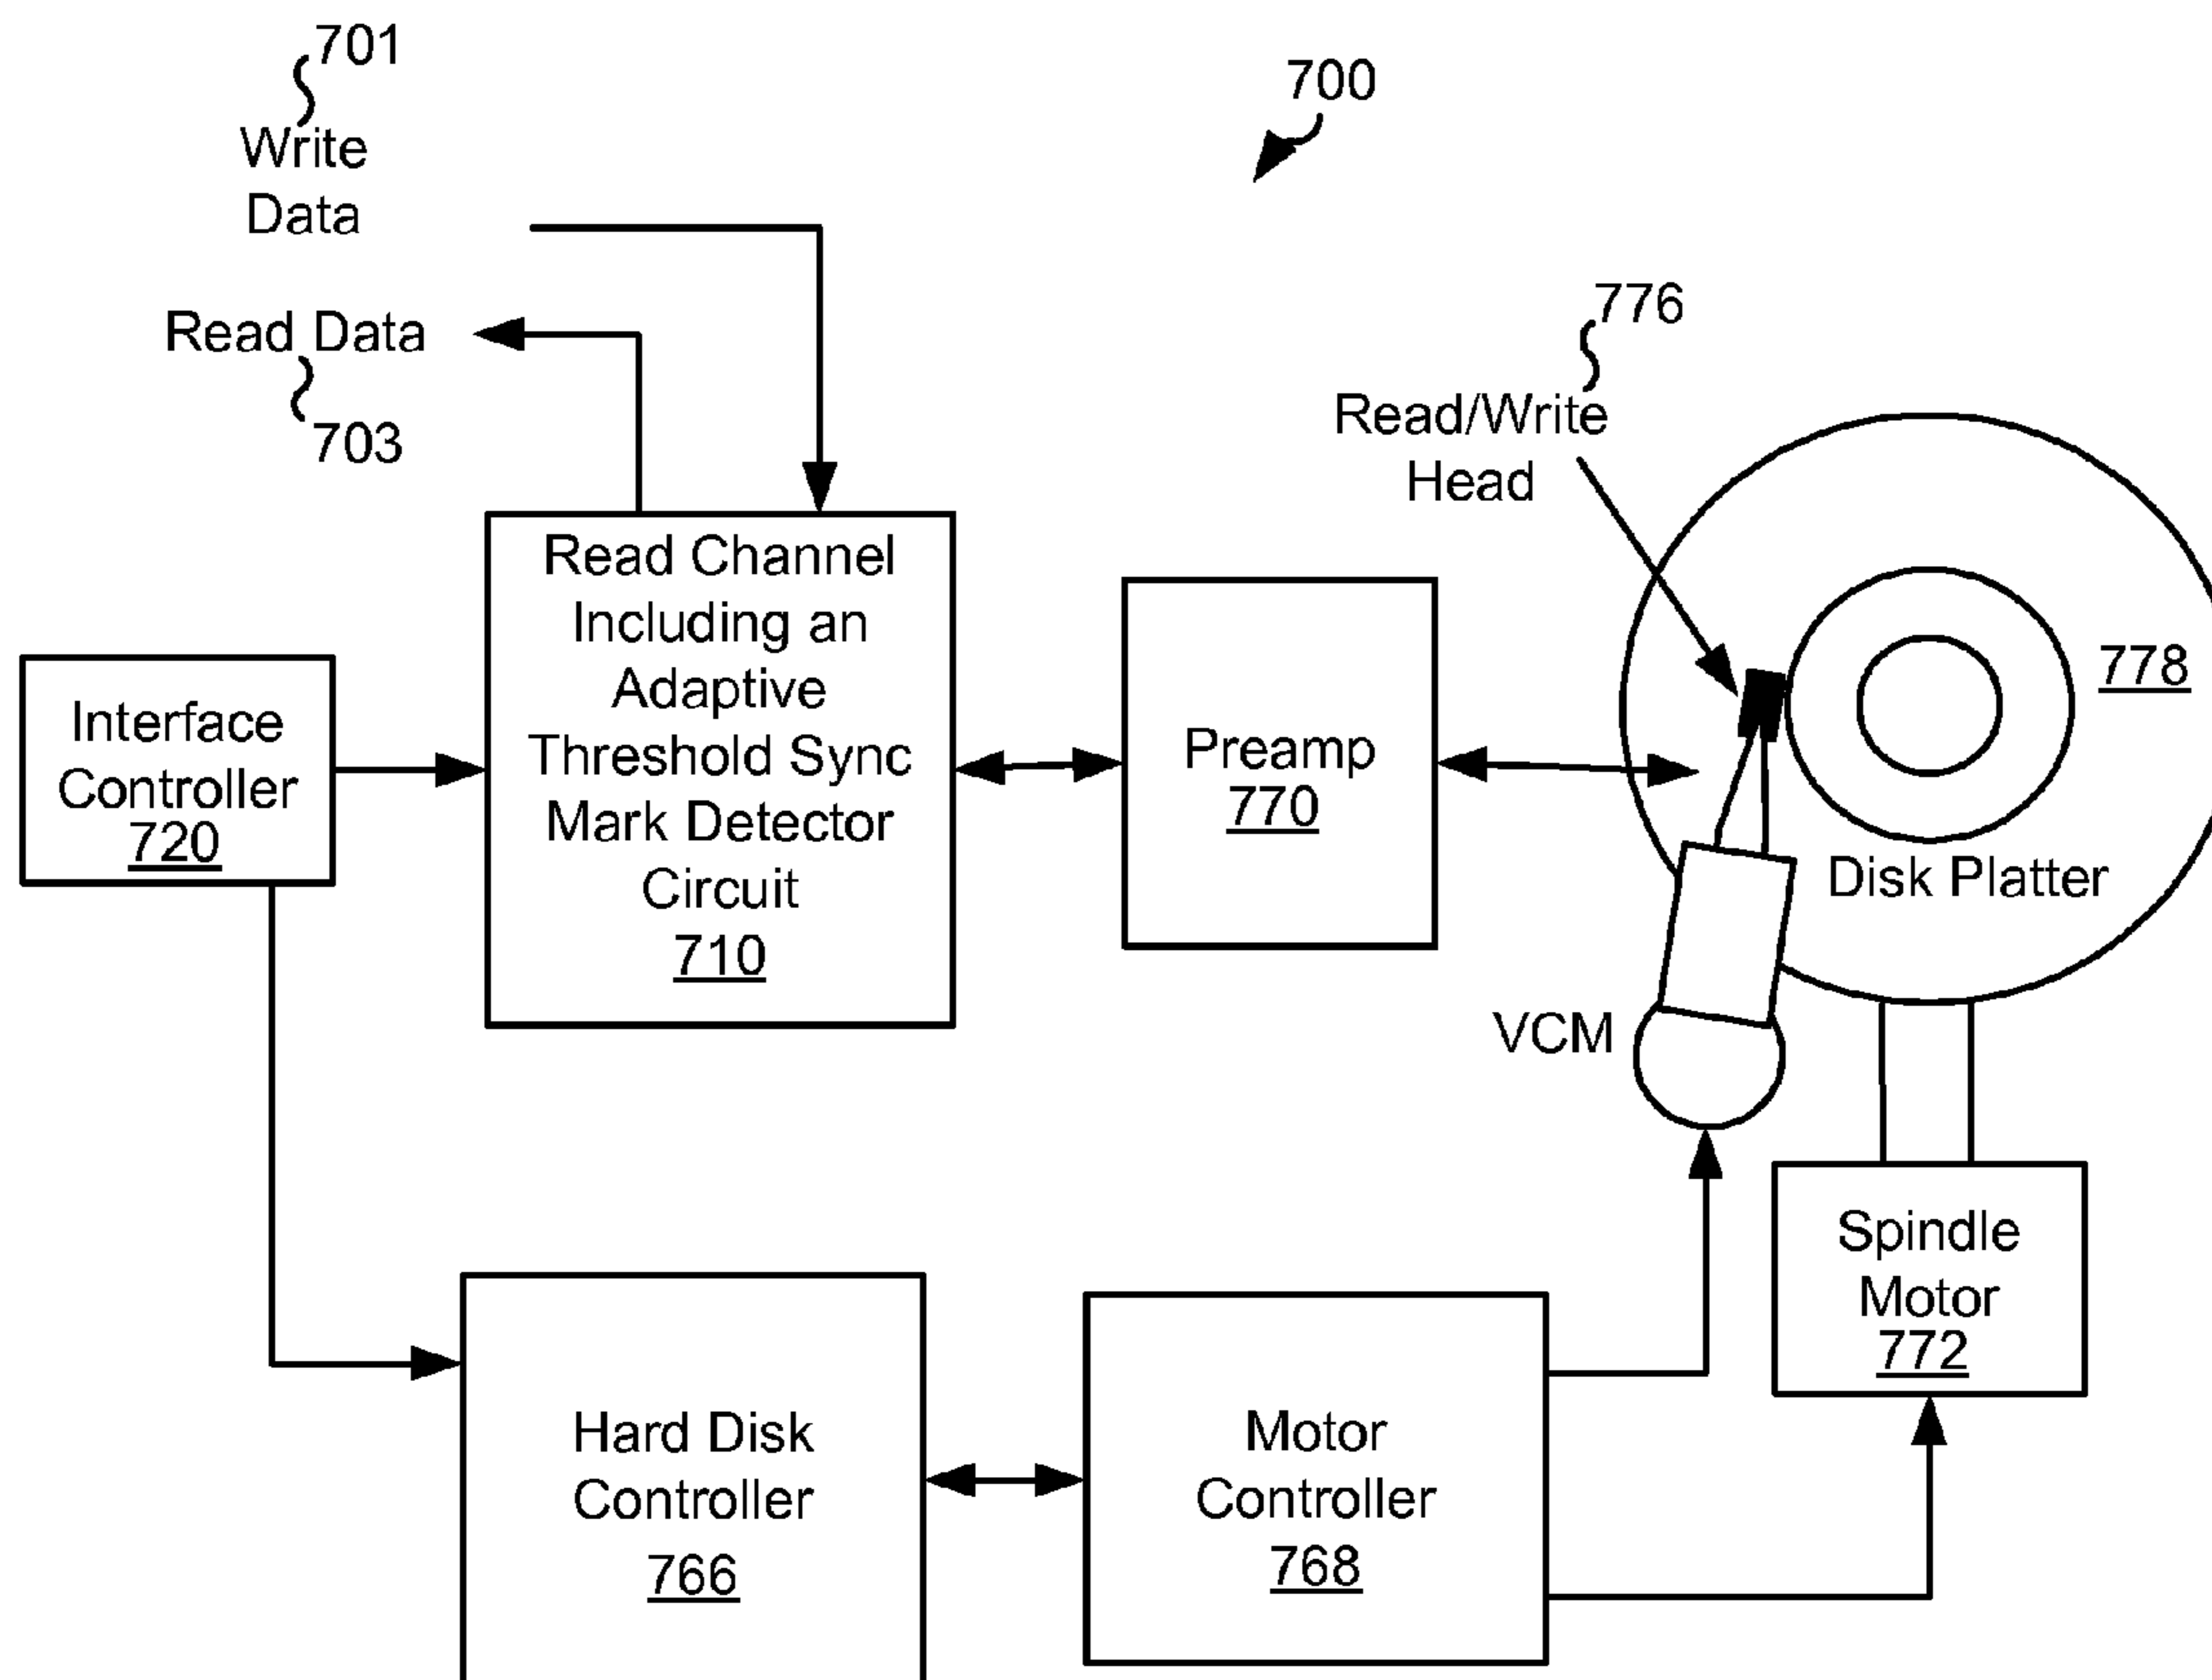 701
Write
Data
700
Read Data
703
776
Read/Write
Head
Read Channel
Including an
Adaptive
Threshold Sync
Mark Detector
Circuit
710
Interface
Controller
720
Preamp
770
778
Disk Platter
VCM
Spindle
Motor
772
Hard Disk
Controller
766
Motor
Controller
768